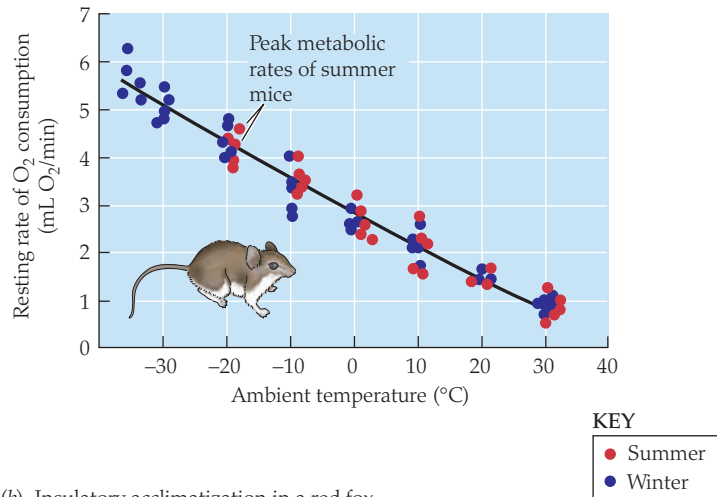 7
6
5
4
3
2
1
0
Resting rate of O2 consumption
(mL O2/min)
Peak metabolic
rates of summer
mice
–30 –20 –10 0 10 20 30 40
Ambient temperature (°C)
KEY
Summer
Winter